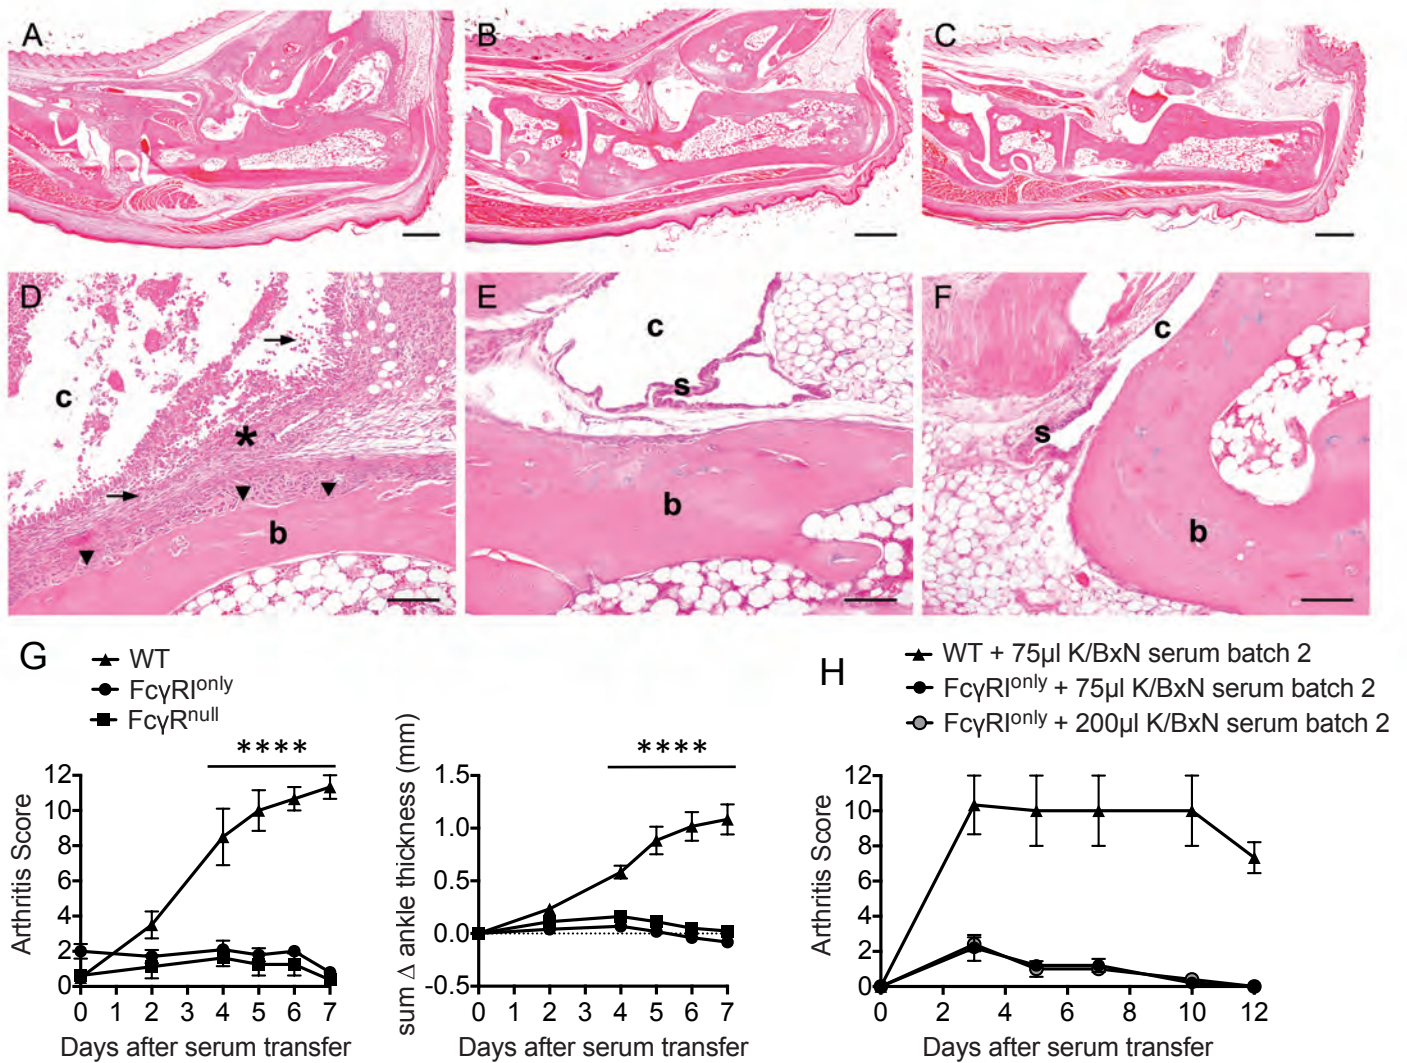 A
B
C
D
c
*
b
E
c
s
b
F
c
s
b
G
WT
FcγRI^only
FcγR^null
****
Arthritis Score
12
10
8
6
4
2
0
0 1 2 3 4 5 6 7
Days after serum transfer
****
sum Δ ankle thickness (mm)
1.5
1.0
0.5
0.0
-0.5
0 1 2 3 4 5 6 7
Days after serum transfer
H
WT + 75µl K/BxN serum batch 2
FcγRI^only + 75µl K/BxN serum batch 2
FcγRI^only + 200µl K/BxN serum batch 2
Arthritis Score
12
10
8
6
4
2
0
0 2 4 6 8 10 12
Days after serum transfer